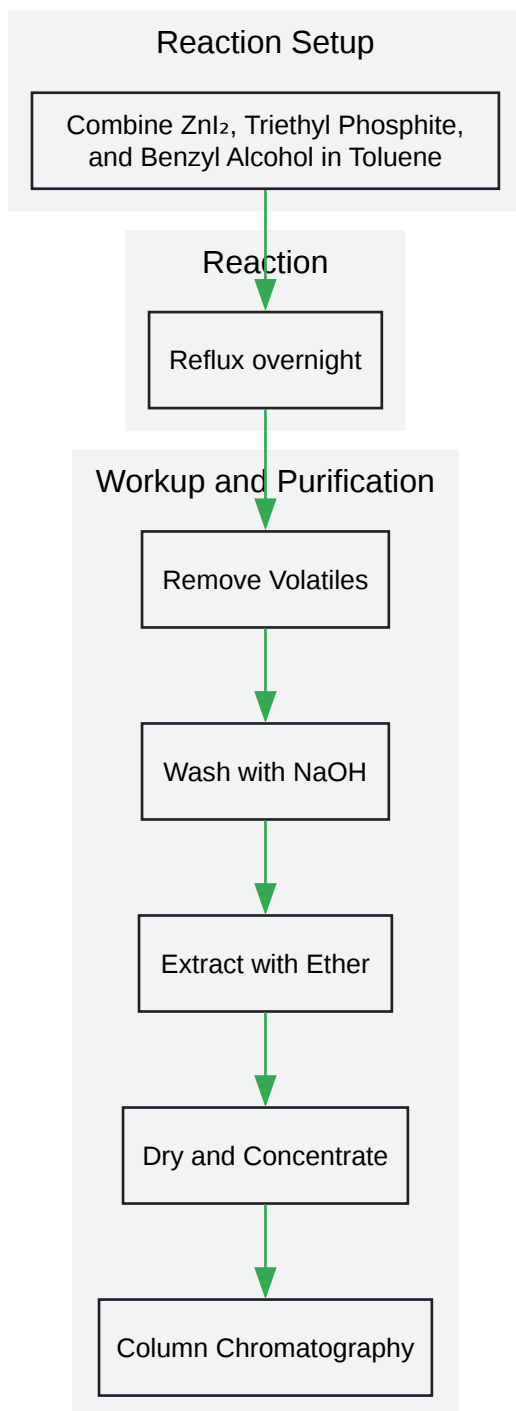 Reaction Setup
Combine ZnI₂, Triethyl Phosphite,
and Benzyl Alcohol in Toluene
Reaction
Reflux overnight
Workup and Purification
Remove Volatiles
Wash with NaOH
Extract with Ether
Dry and Concentrate
Column Chromatography